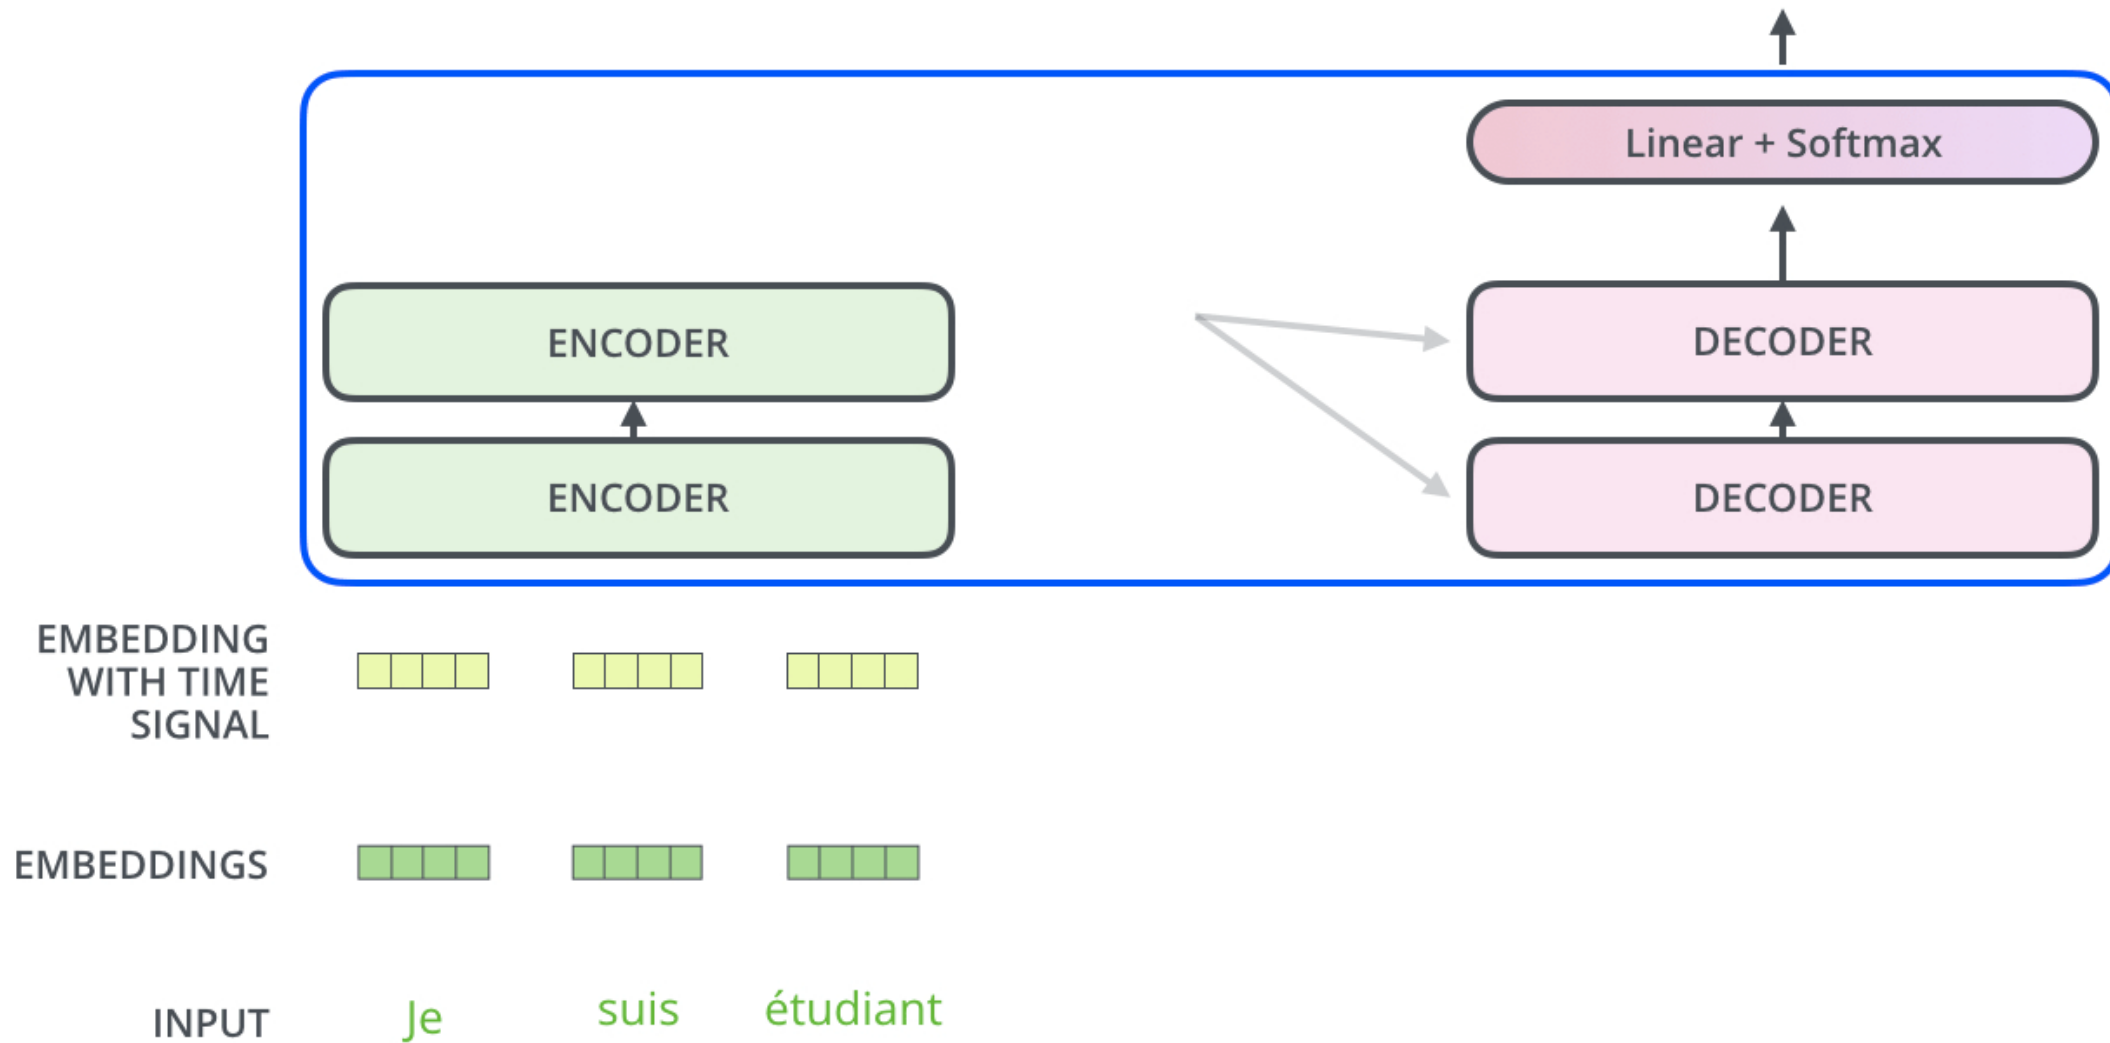 Linear + Softmax
ENCODER
DECODER
ENCODER
DECODER
EMBEDDING
WITH TIME
SIGNAL
EMBEDDINGS
INPUT Je suis étudiant